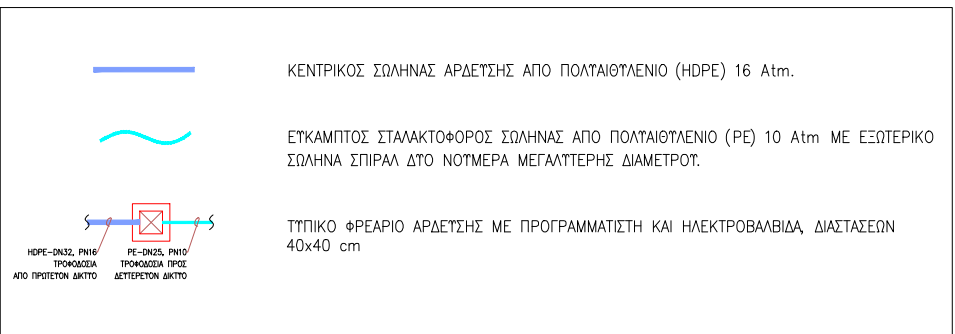 ΚΕΝΤΡΙΚΟΣ ΣΩΛΗΝΑΣ ΑΡΔΕΥΣΗΣ ΑΠΟ ΠΟΛΥΑΙΘΥΛΕΝΙΟ (HDPE) 16 Atm.
ΕΥΚΑΜΠΤΟΣ ΣΤΑΛΑΚΤΟΦΟΡΟΣ ΣΩΛΗΝΑΣ ΑΠΟ ΠΟΛΥΑΙΘΥΛΕΝΙΟ (PE) 10 Atm ΜΕ ΕΞΩΤΕΡΙΚΟ
ΣΩΛΗΝΑ ΣΠΙΡΑΛ ΔΥΟ ΝΟΥΜΕΡΑ ΜΕΓΑΛΥΤΕΡΗΣ ΔΙΑΜΕΤΡΟΥ.
ΤΥΠΙΚΟ ΦΡΕΑΡΙΟ ΑΡΔΕΥΣΗΣ ΜΕ ΠΡΟΓΡΑΜΜΑΤΙΣΤΗ ΚΑΙ ΗΛΕΚΤΡΟΒΑΛΒΙΔΑ, ΔΙΑΣΤΑΣΕΩΝ
40x40 cm
HDPE-DN32, PN16
ΤΡΟΦΟΔΟΣΙΑ
ΑΠΟ ΠΡΩΤΕΥΟΝ ΔΙΚΤΥΟ
PE-DN25, PN10
ΤΡΟΦΟΔΟΣΙΑ ΠΡΟΣ
ΔΕΥΤΕΡΕΥΟΝ ΔΙΚΤΥΟ